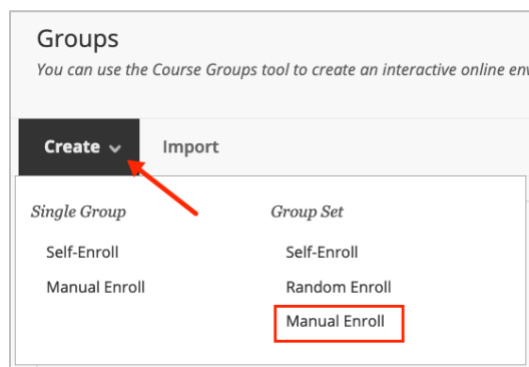 Groups
You can use the Course Groups tool to create an interactive online
Create Import
Single Group Group Set
Self-Enroll Self-Enroll
Manual Enroll Random Enroll
Manual Enroll